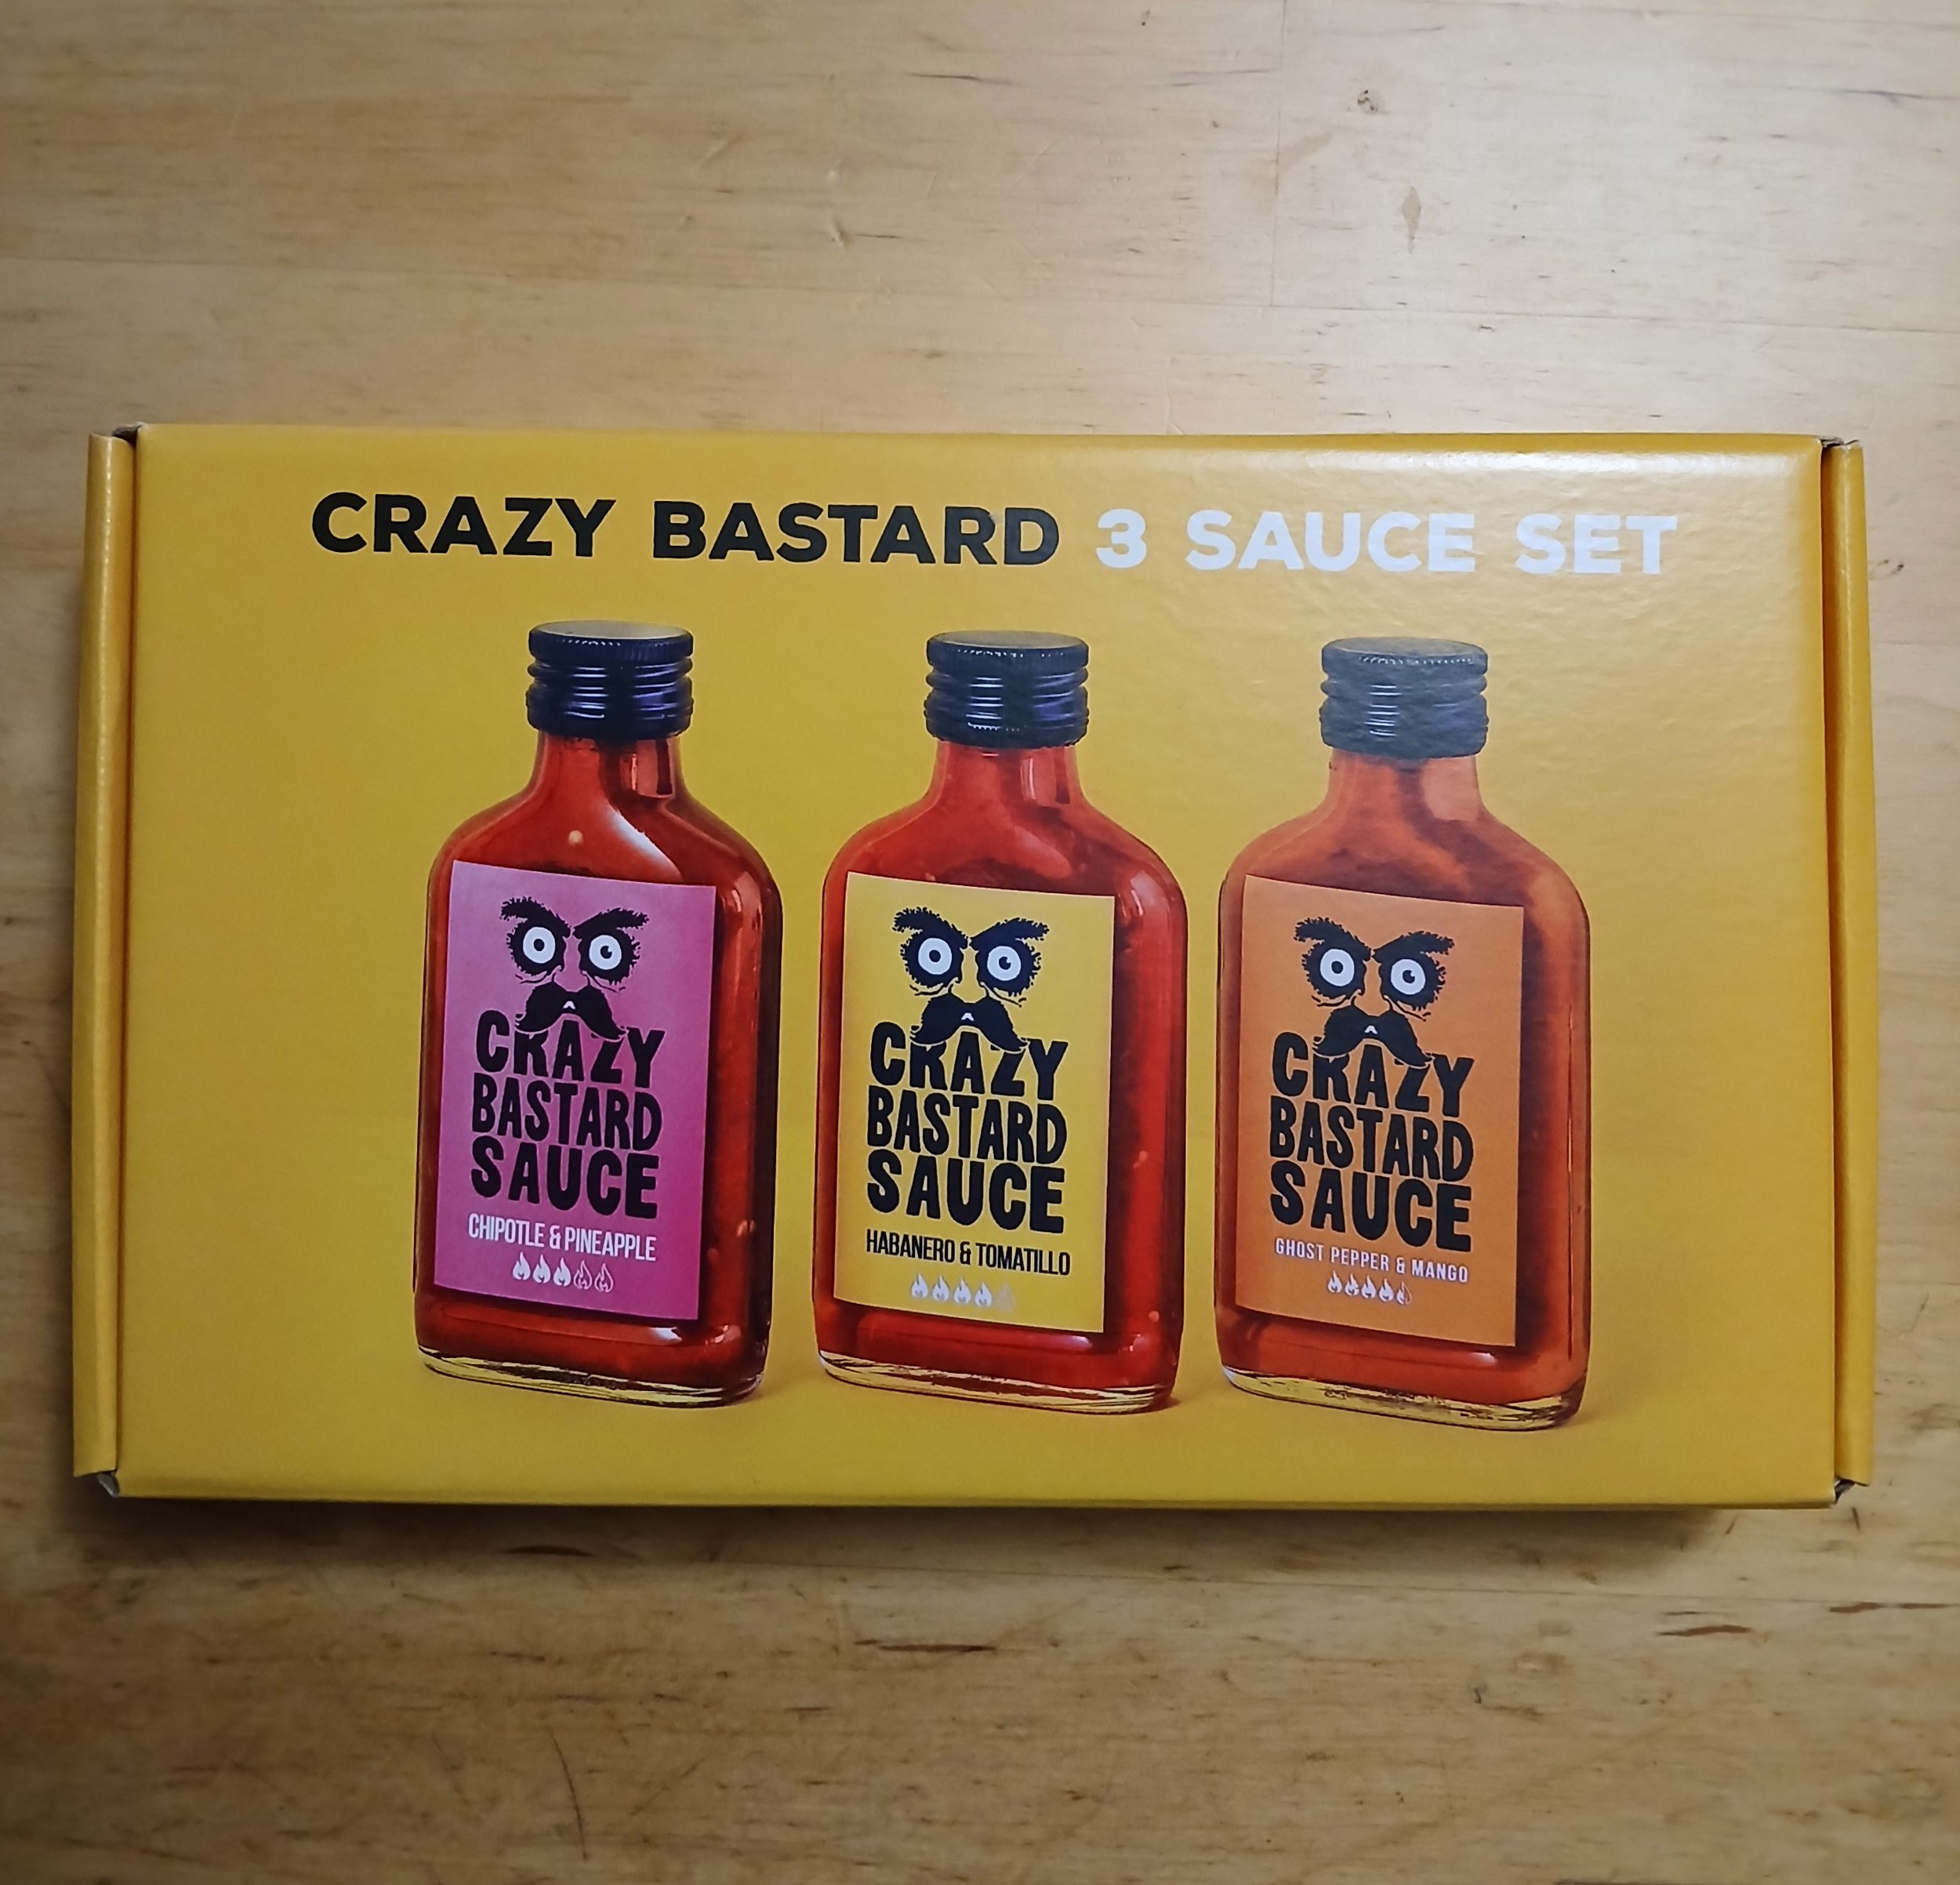 CRAZY BASTARD 3 SAUCE SET
CRAZY
BASTARD
SAUCE
CHIPOTLE & PINEAPPLE
CRAZY
BASTARD
SAUCE
HABANERO & TOMATILLO
CRAZY
BASTARD
SAUCE
GHOST PEPPER & MANGO